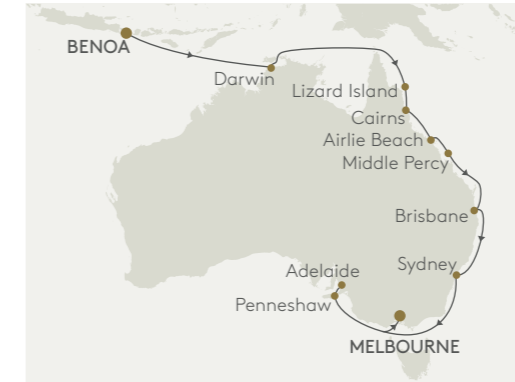 BENOA
Darwin
Lizard Island
Cairns
Airlie Beach
Middle Percy
Brisbane
Sydney
Adelaide
Penneshaw
MELBOURNE